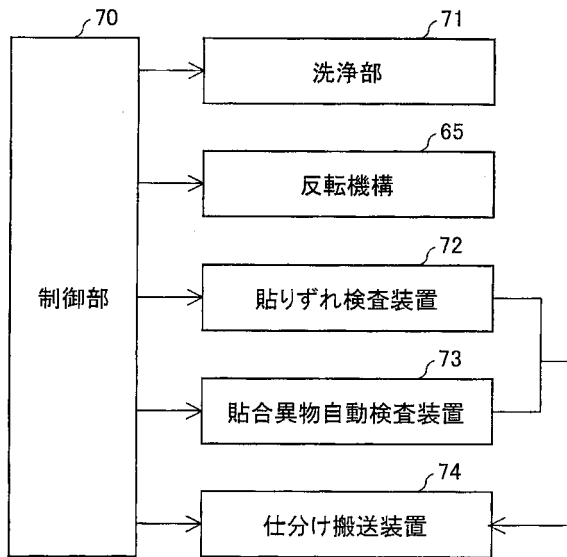 70
制御部
71
洗浄部
65
反転機構
72
貼りずれ検査装置
73
貼合異物自動検査装置
74
仕分け搬送装置